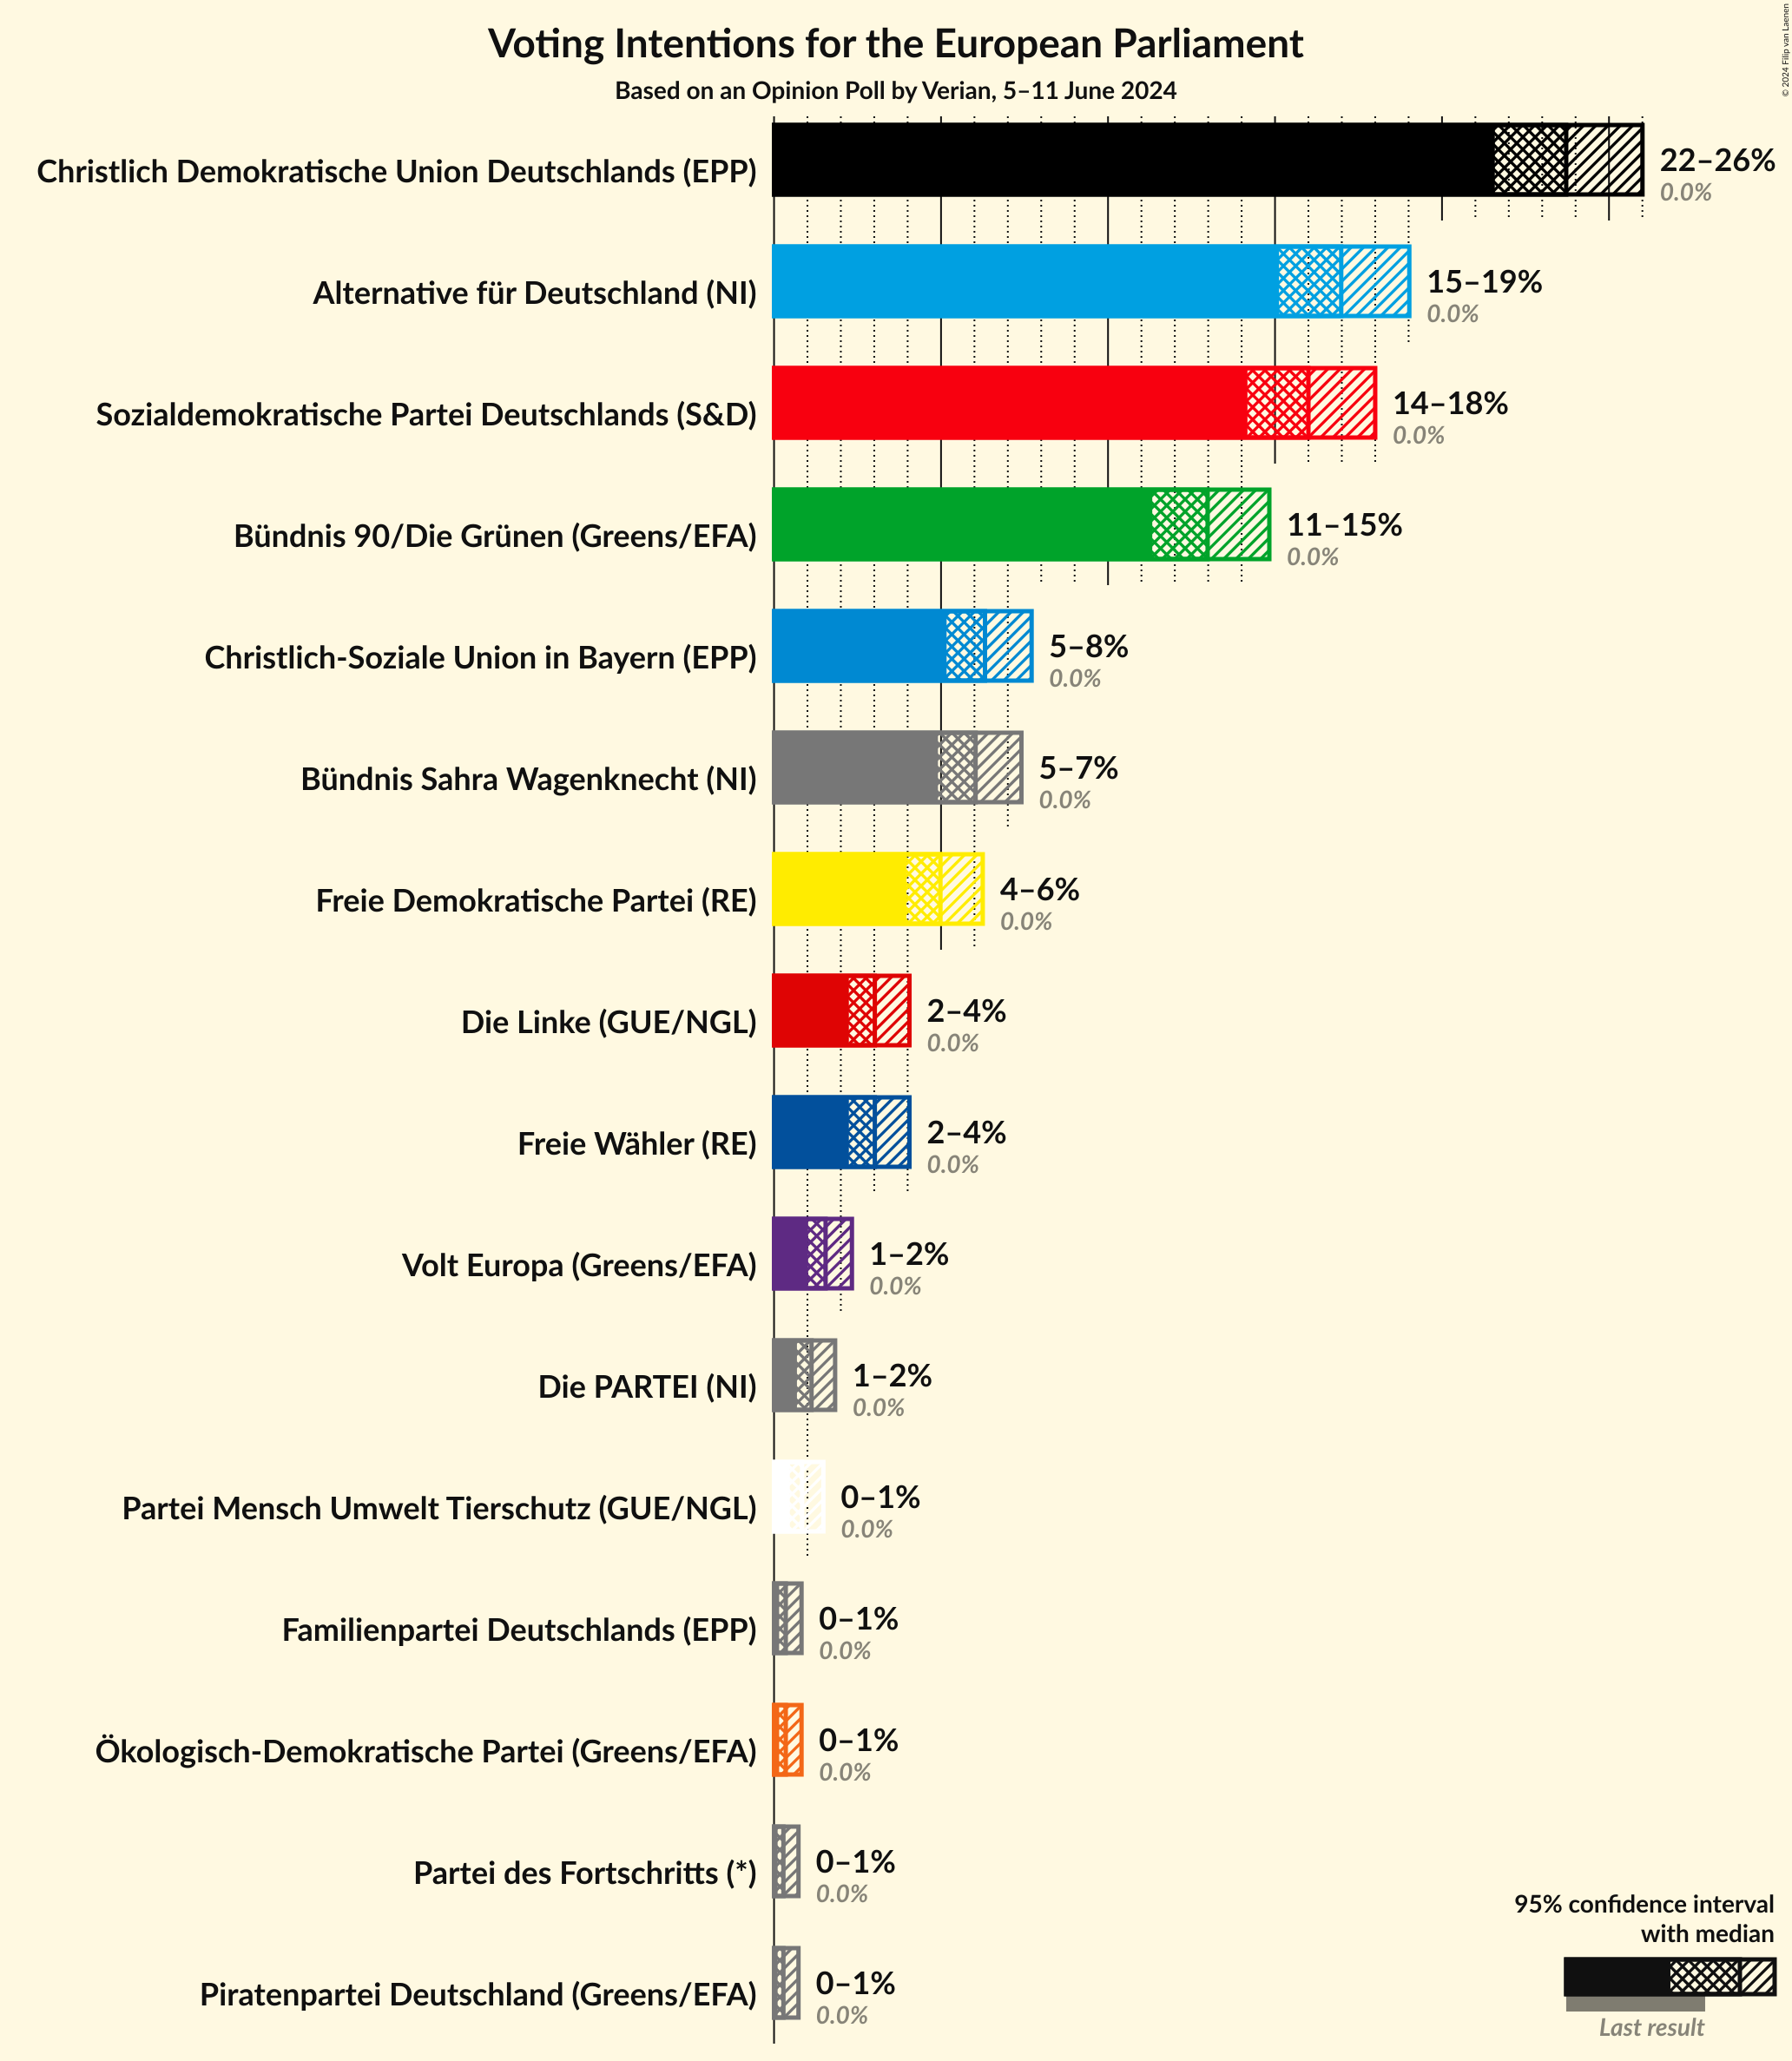 Voting Intentions for the European Parliament
Based on an Opinion Poll by Verian, 5–11 June 2024
© 2024 Filip van Laenen
Christlich Demokratische Union Deutschlands (EPP)
22–26%
0.0%
Alternative für Deutschland (NI)
15–19%
0.0%
Sozialdemokratische Partei Deutschlands (S&D)
14–18%
0.0%
Bündnis 90/Die Grünen (Greens/EFA)
11–15%
0.0%
Christlich-Soziale Union in Bayern (EPP)
5–8%
0.0%
Bündnis Sahra Wagenknecht (NI)
5–7%
0.0%
Freie Demokratische Partei (RE)
4–6%
0.0%
Die Linke (GUE/NGL)
2–4%
0.0%
Freie Wähler (RE)
2–4%
0.0%
Volt Europa (Greens/EFA)
1–2%
0.0%
Die PARTEI (NI)
1–2%
0.0%
Partei Mensch Umwelt Tierschutz (GUE/NGL)
0–1%
0.0%
Familienpartei Deutschlands (EPP)
0–1%
0.0%
Ökologisch-Demokratische Partei (Greens/EFA)
0–1%
0.0%
Partei des Fortschritts (*)
0–1%
0.0%
Piratenpartei Deutschland (Greens/EFA)
0–1%
0.0%
95% confidence interval
with median
Last result